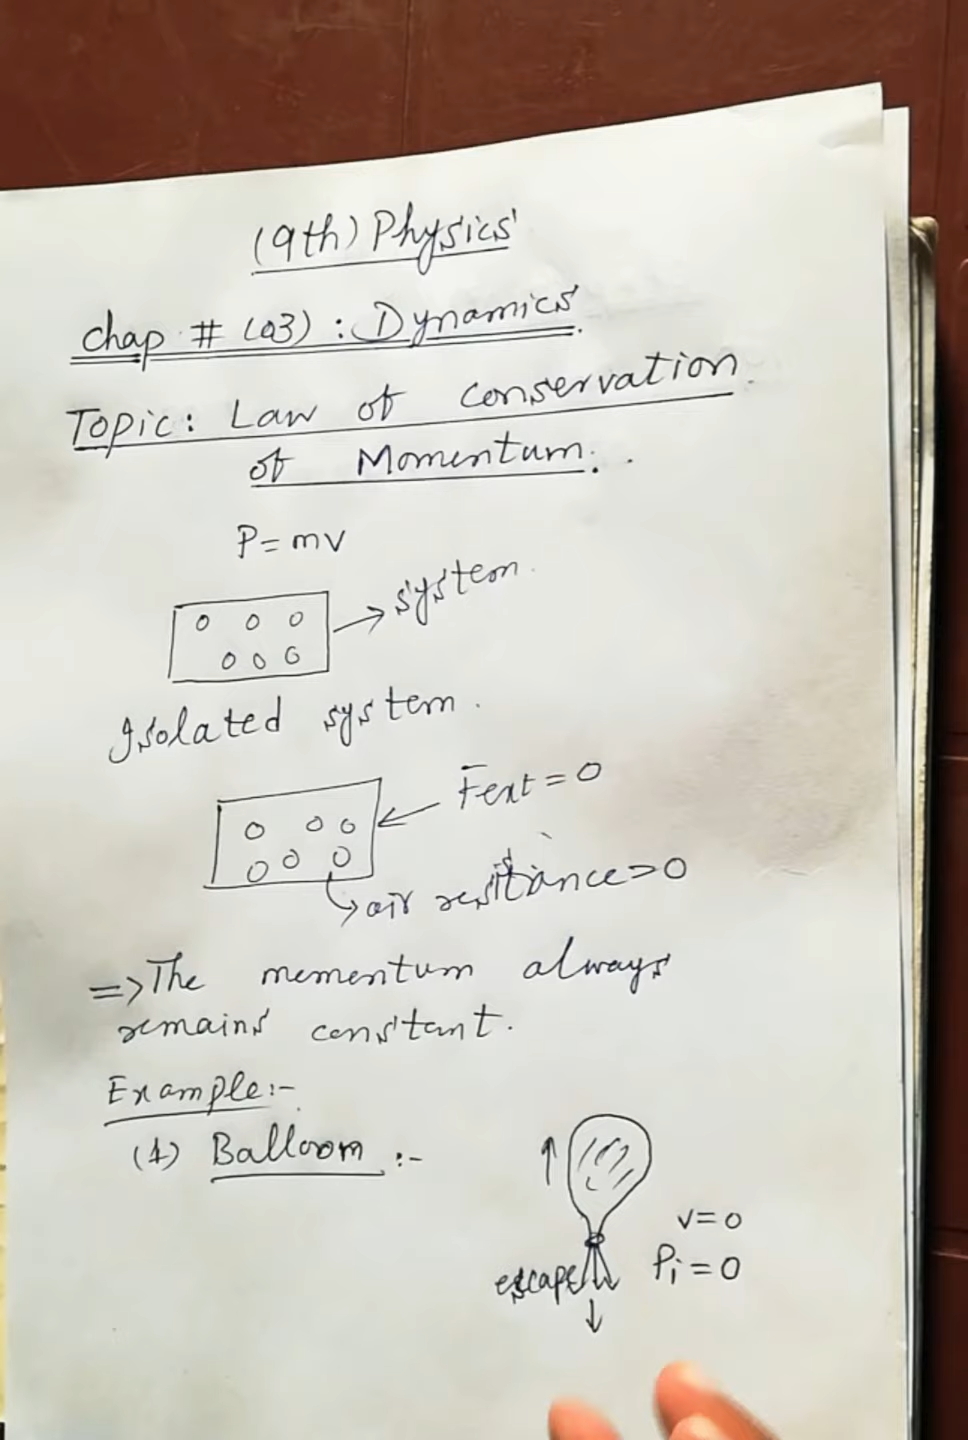 (9th) Physics
Chap # (03) : Dynamics.
Topic: Law of Conservation
of Momentum.
P = mv
system.
Isolated system.
Fext = 0
air resistance = 0
=> The momentum always
remains constant.
Example:-
(1) Balloon :-
v = 0
escape
Pi = 0